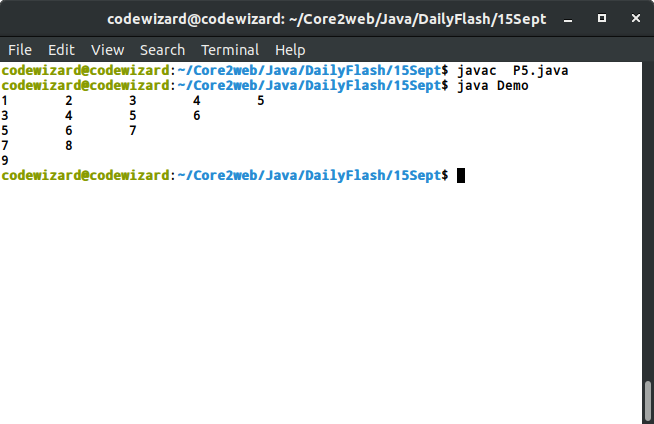 codewizard@codewizard: ~/Core2web/Java/DailyFlash/15Sept
File Edit View Search Terminal Help
codewizard@codewizard:~/Core2web/Java/DailyFlash/15Sept$ javac  P5.java
codewizard@codewizard:~/Core2web/Java/DailyFlash/15Sept$ java Demo
1	2	3	4	5
3	4	5	6
5	6	7
7	8
9
codewizard@codewizard:~/Core2web/Java/DailyFlash/15Sept$